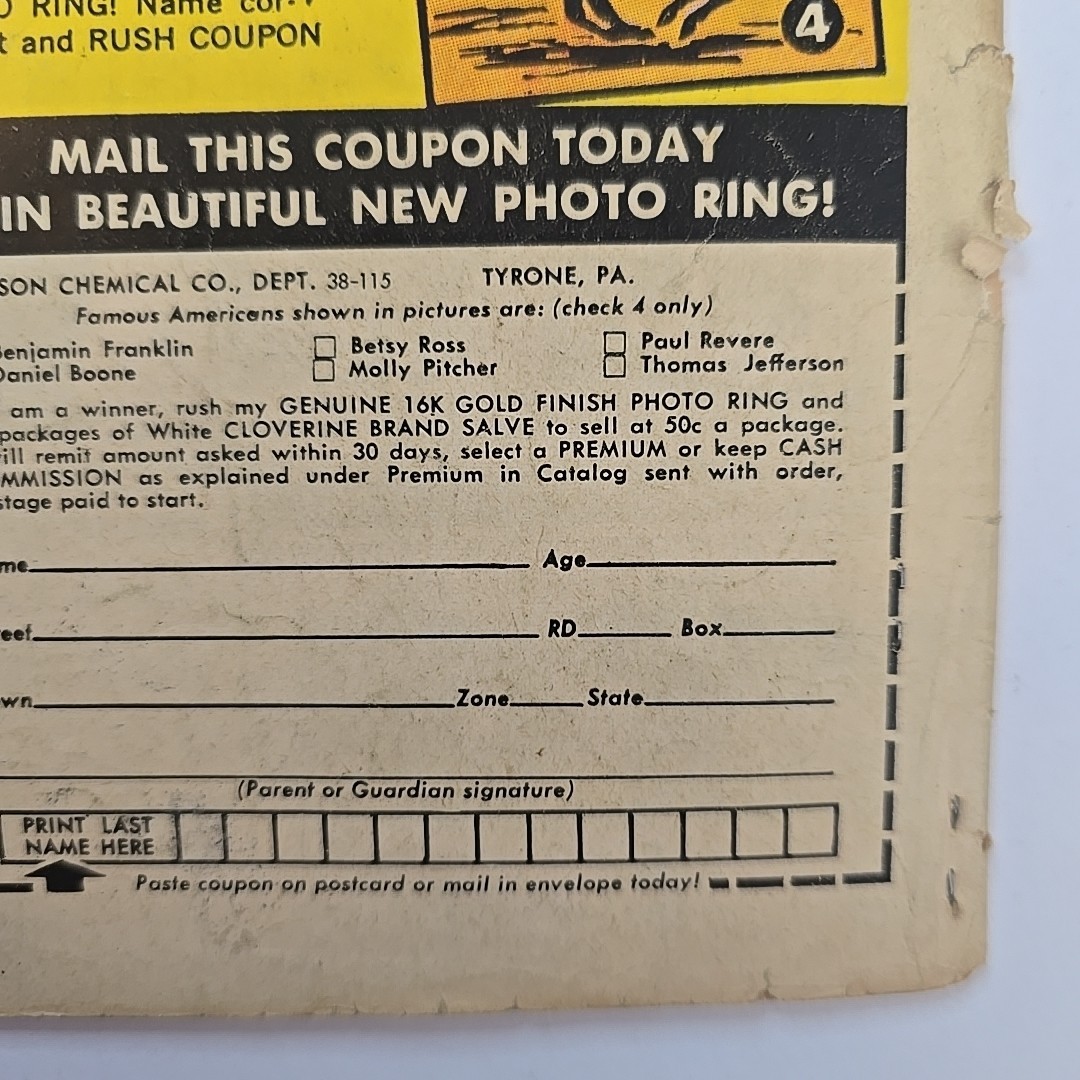 RING! Name cor-
t and RUSH COUPON
4
MAIL THIS COUPON TODAY
IN BEAUTIFUL NEW PHOTO RING!
SON CHEMICAL CO., DEPT. 38-115 TYRONE, PA.
Famous Americans shown in pictures are: (check 4 only)
Benjamin Franklin Betsy Ross Paul Revere
Daniel Boone Molly Pitcher Thomas Jefferson
am a winner, rush my GENUINE 16K GOLD FINISH PHOTO RING and
packages of White CLOVERINE BRAND SALVE to sell at 50c a package.
ill remit amount asked within 30 days, select a PREMIUM or keep CASH
MMISSION as explained under Premium in Catalog sent with order,
stage paid to start.
me Age
eet RD Box
wn Zone State
(Parent or Guardian signature)
PRINT LAST
NAME HERE
Paste coupon on postcard or mail in envelope today!